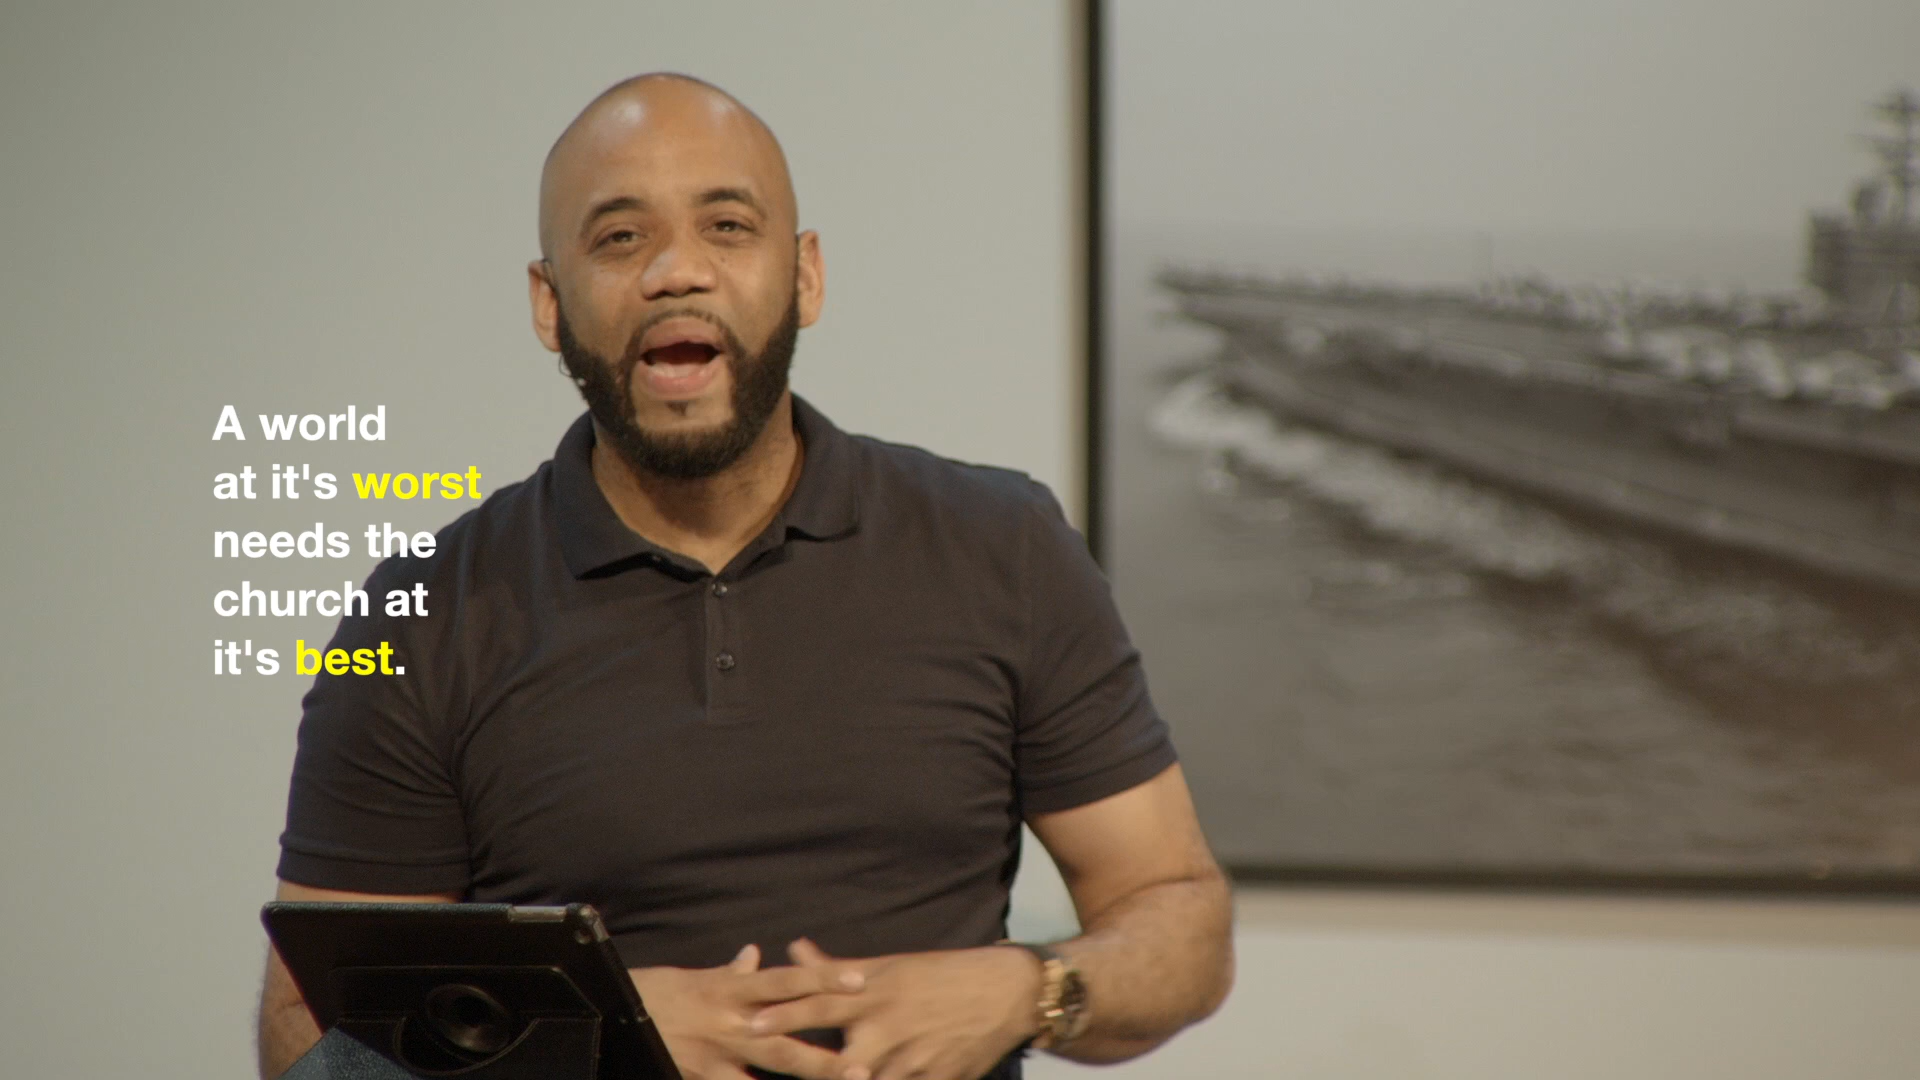 A world
at it's worst
needs the
church at
it's best.